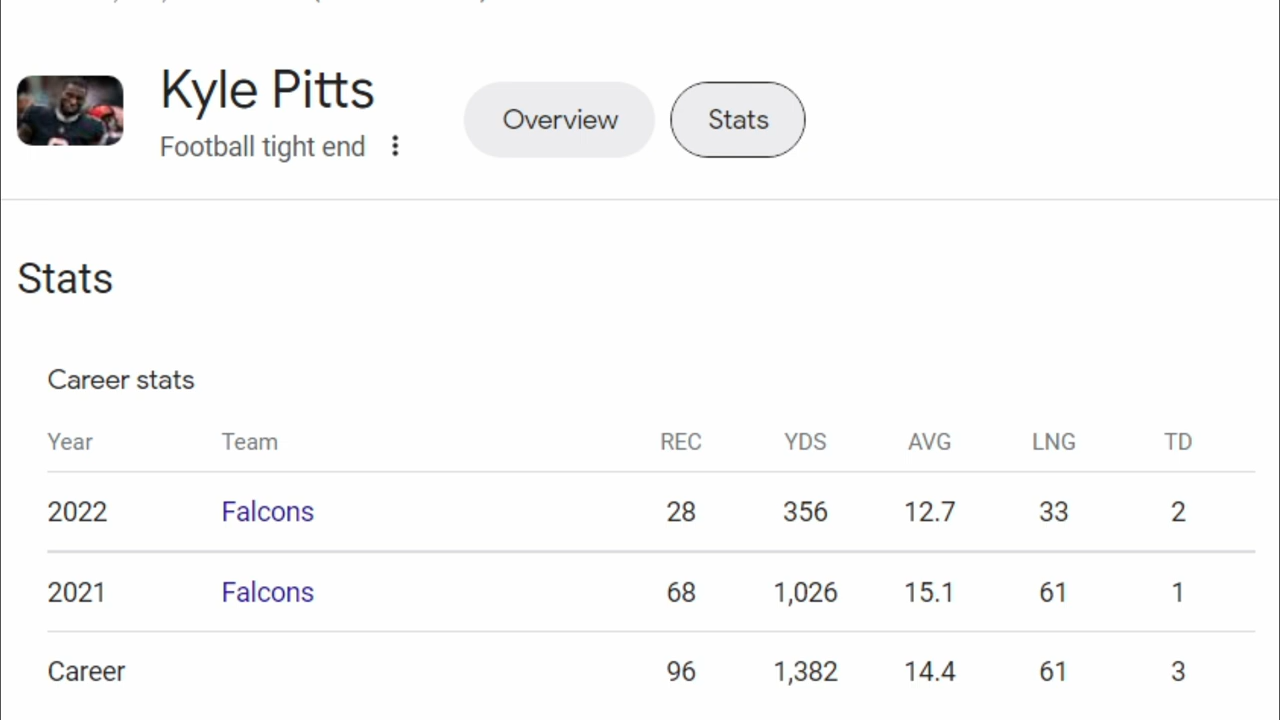 Kyle Pitts
Football tight end
Overview
Stats
Stats
Career stats
Year Team REC YDS AVG LNG TD
2022 Falcons 28 356 12.7 33 2
2021 Falcons 68 1,026 15.1 61 1
Career 96 1,382 14.4 61 3